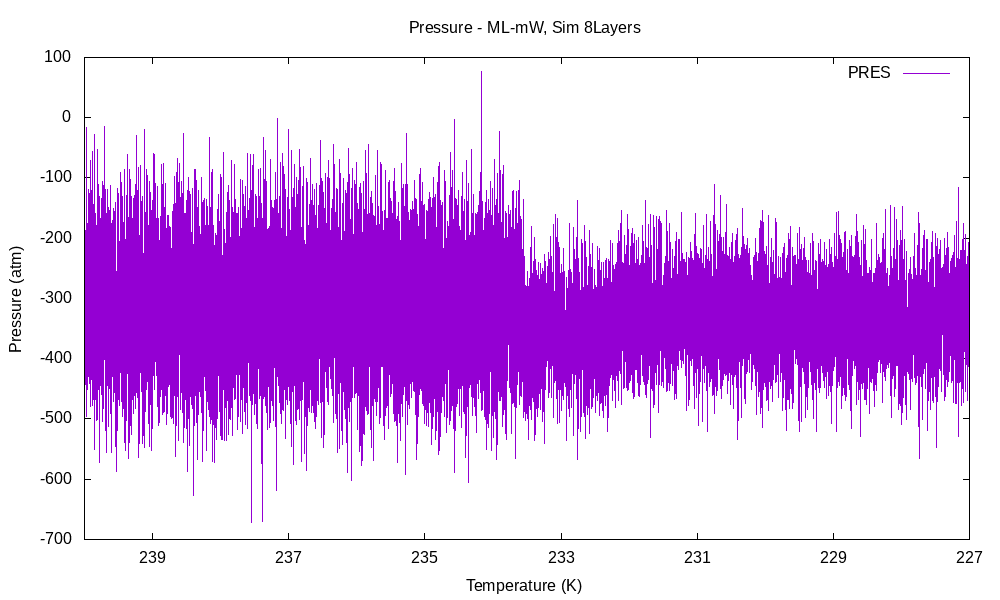 Pressure - ML-mW, Sim 8Layers
PRES
100
0
-100
-200
-300
-400
-500
-600
-700
Pressure (atm)
239 237 235 233 231 229 227
Temperature (K)